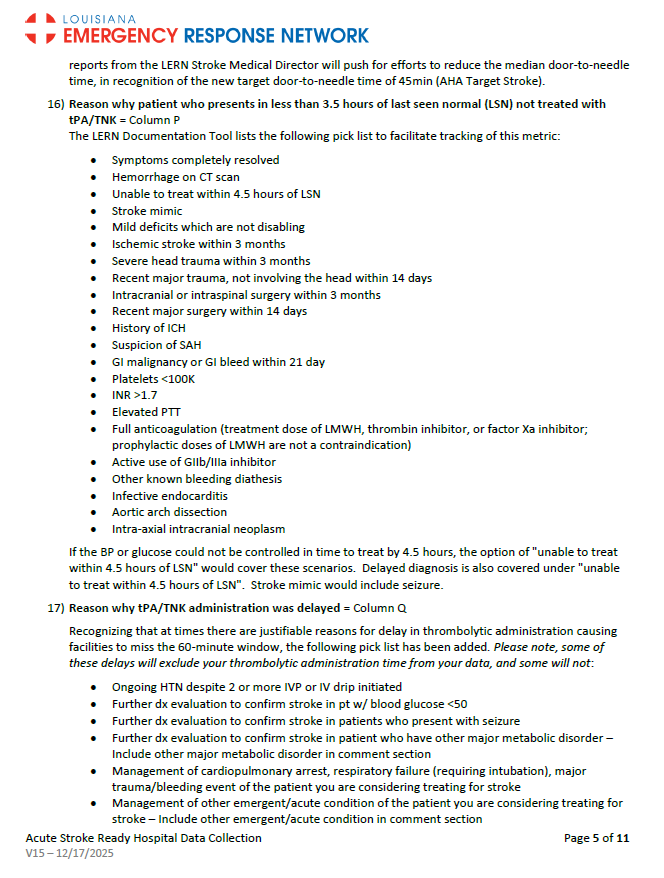 LOUISIANA
EMERGENCY RESPONSE NETWORK
reports from the LERN Stroke Medical Director will push for efforts to reduce the median door-to-needle
time, in recognition of the new target door-to-needle time of 45min (AHA Target Stroke).
16) Reason why patient who presents in less than 3.5 hours of last seen normal (LSN) not treated with
tPA/TNK = Column P
The LERN Documentation Tool lists the following pick list to facilitate tracking of this metric:
• Symptoms completely resolved
• Hemorrhage on CT scan
• Unable to treat within 4.5 hours of LSN
• Stroke mimic
• Mild deficits which are not disabling
• Ischemic stroke within 3 months
• Severe head trauma within 3 months
• Recent major trauma, not involving the head within 14 days
• Intracranial or intraspinal surgery within 3 months
• Recent major surgery within 14 days
• History of ICH
• Suspicion of SAH
• GI malignancy or GI bleed within 21 day
• Platelets <100K
• INR >1.7
• Elevated PTT
• Full anticoagulation (treatment dose of LMWH, thrombin inhibitor, or factor Xa inhibitor;
prophylactic doses of LMWH are not a contraindication)
• Active use of GIIb/IIIa inhibitor
• Other known bleeding diathesis
• Infective endocarditis
• Aortic arch dissection
• Intra-axial intracranial neoplasm
If the BP or glucose could not be controlled in time to treat by 4.5 hours, the option of "unable to treat
within 4.5 hours of LSN" would cover these scenarios. Delayed diagnosis is also covered under "unable
to treat within 4.5 hours of LSN". Stroke mimic would include seizure.
17) Reason why tPA/TNK administration was delayed = Column Q
Recognizing that at times there are justifiable reasons for delay in thrombolytic administration causing
facilities to miss the 60-minute window, the following pick list has been added. Please note, some of
these delays will exclude your thrombolytic administration time from your data, and some will not:
• Ongoing HTN despite 2 or more IVP or IV drip initiated
• Further dx evaluation to confirm stroke in pt w/ blood glucose <50
• Further dx evaluation to confirm stroke in patients who present with seizure
• Further dx evaluation to confirm stroke in patient who have other major metabolic disorder –
Include other major metabolic disorder in comment section
• Management of cardiopulmonary arrest, respiratory failure (requiring intubation), major
trauma/bleeding event of the patient you are considering treating for stroke
• Management of other emergent/acute condition of the patient you are considering treating for
stroke – Include other emergent/acute condition in comment section
Acute Stroke Ready Hospital Data Collection Page 5 of 11
V15 – 12/17/2025